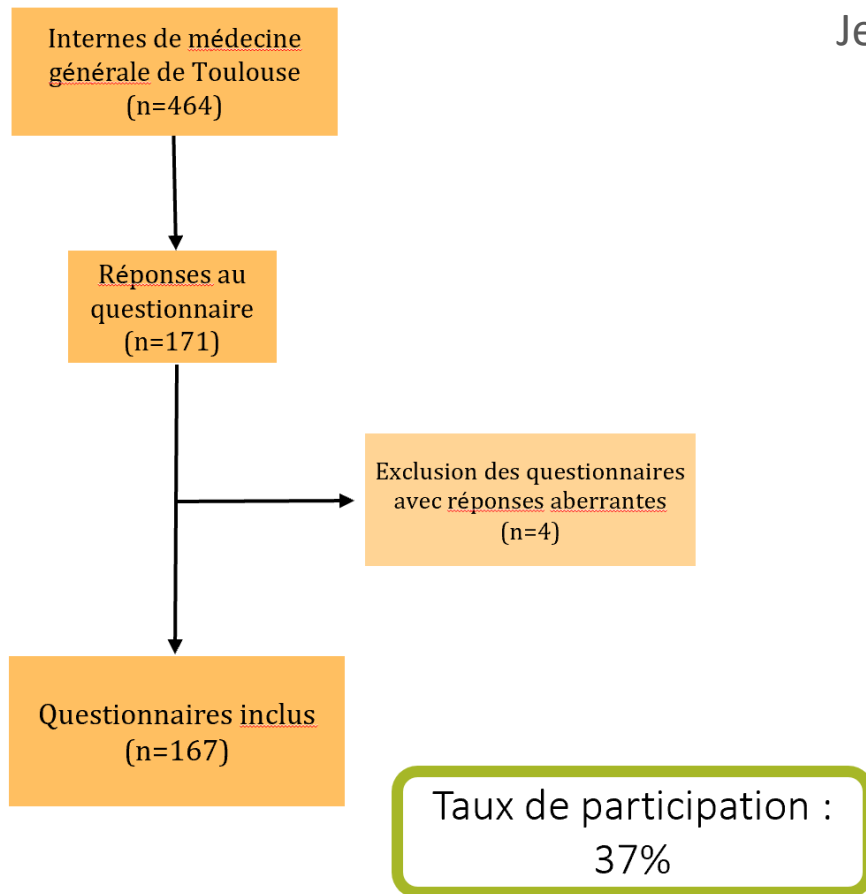 Je
Internes de médecine
générale de Toulouse
(n=464)
Réponses au
questionnaire
(n=171)
Exclusion des questionnaires
avec réponses aberrantes
(n=4)
Questionnaires inclus
(n=167)
Taux de participation :
37%